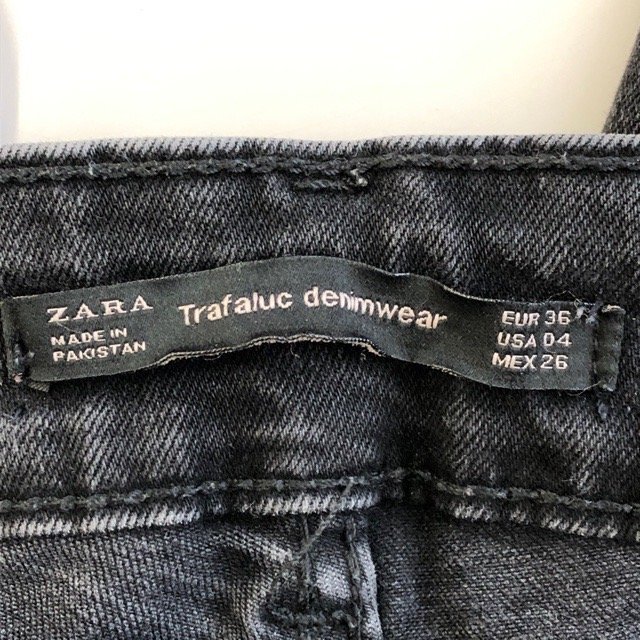 ZARA
MADE IN
PAKISTAN
Trafaluc denimwear
EUR 36
USA 04
MEX 26